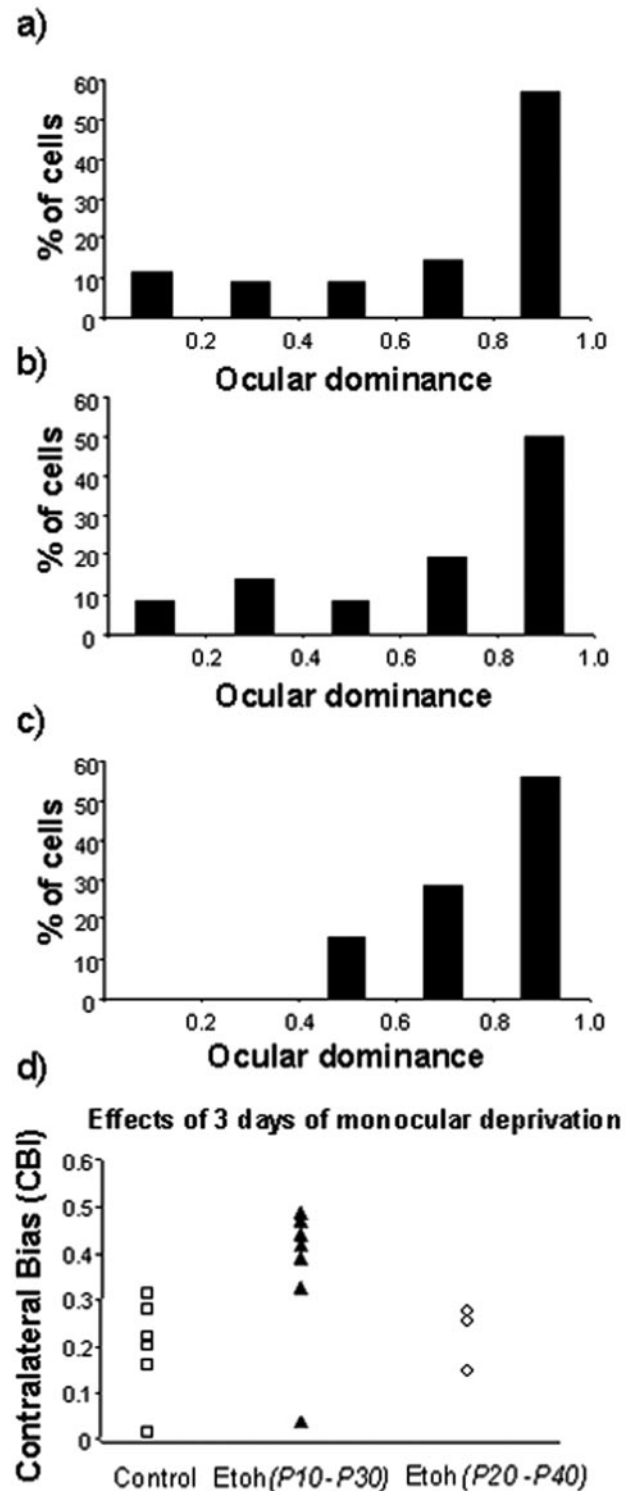 a)
60
50
40
30
20
10
0
% of cells
0.2 0.4 0.6 0.8 1.0
Ocular dominance
b)
60
50
40
30
20
10
0
% of cells
0.2 0.4 0.6 0.8 1.0
Ocular dominance
c)
60
50
40
30
20
10
0
% of cells
0.2 0.4 0.6 0.8 1.0
Ocular dominance
d)
Effects of 3 days of monocular deprivation
0.6
0.5
0.4
0.3
0.2
0.1
0
Contralateral Bias (CBI)
Control Etoh(P10-P30) Etoh(P20-P40)